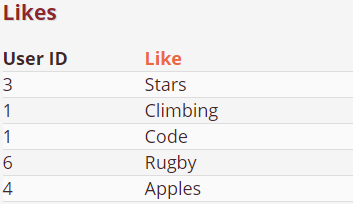 Likes
User ID Like
3 Stars
1 Climbing
1 Code
6 Rugby
4 Apples